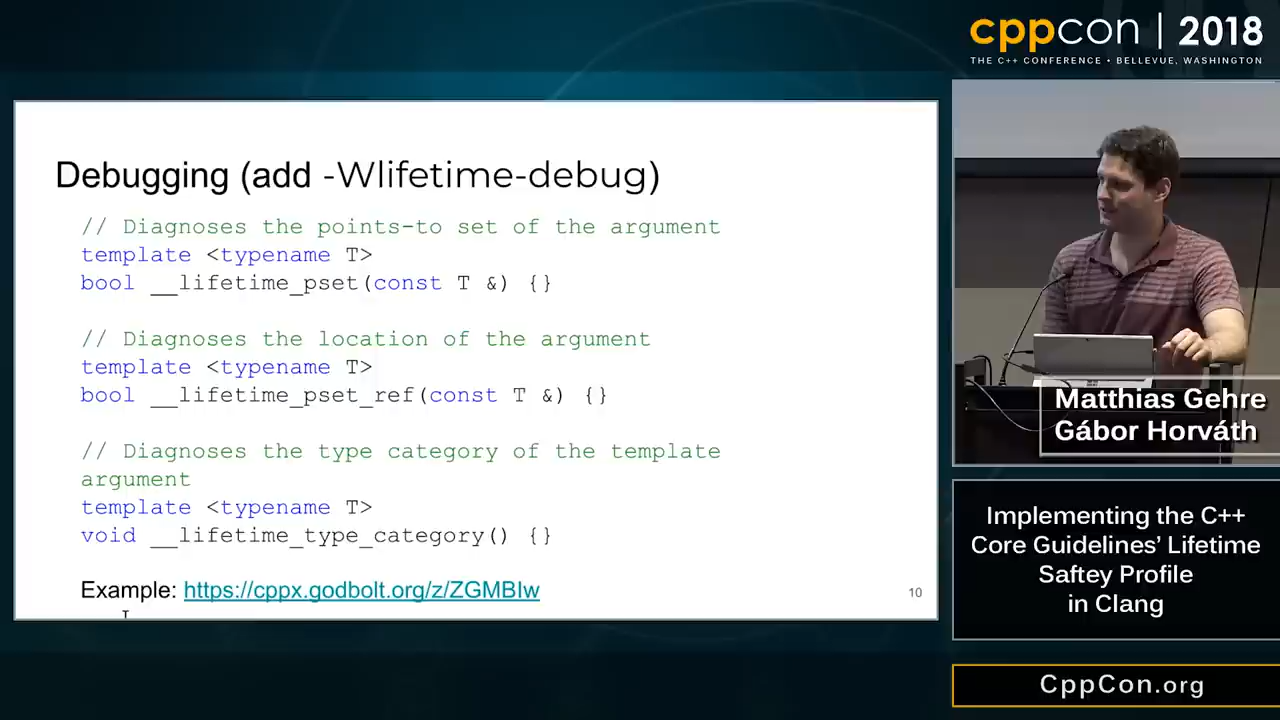 cppcon | 2018
THE C++ CONFERENCE • BELLEVUE, WASHINGTON
Debugging (add -Wlifetime-debug)
// Diagnoses the points-to set of the argument
template <typename T>
bool __lifetime_pset(const T &) {}
// Diagnoses the location of the argument
template <typename T>
bool __lifetime_pset_ref(const T &) {}
// Diagnoses the type category of the template
argument
template <typename T>
void __lifetime_type_category() {}
Example: https://cppx.godbolt.org/z/ZGMBIw
10
Matthias Gehre
Gábor Horváth
Implementing the C++
Core Guidelines' Lifetime
Saftey Profile
in Clang
CppCon.org